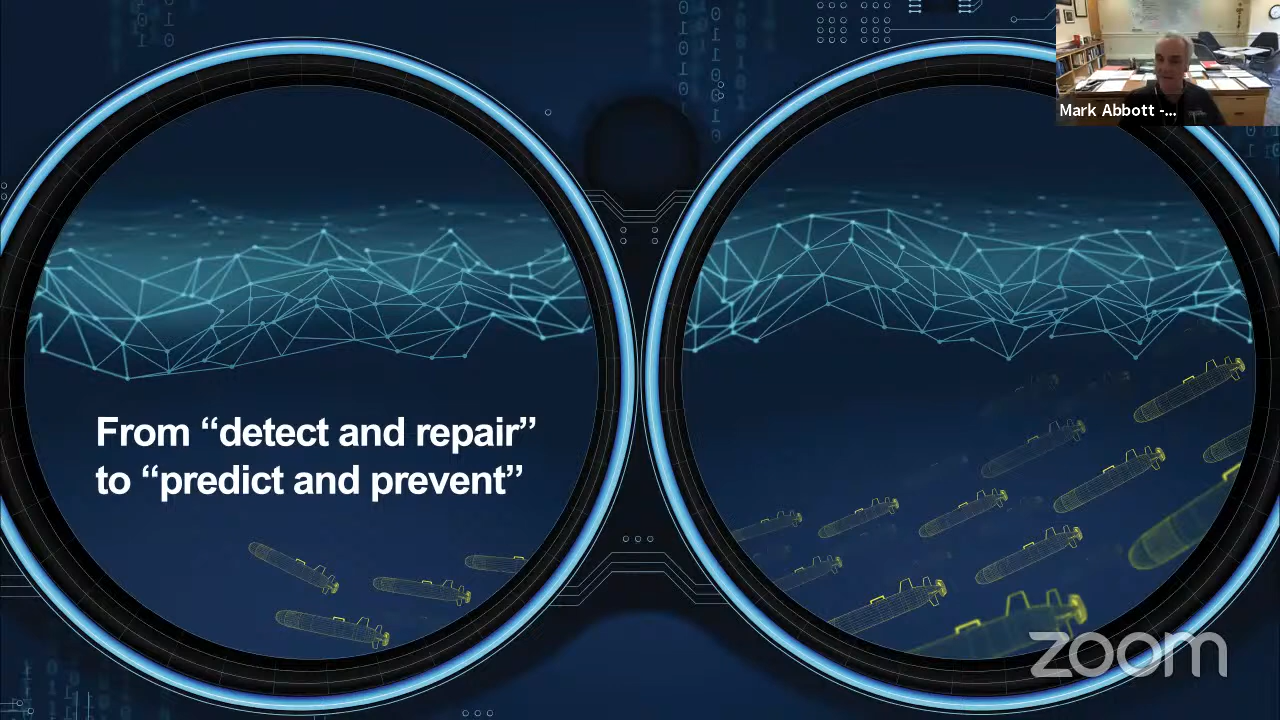 Mark Abbott -...
From “detect and repair”
to “predict and prevent”
zoom